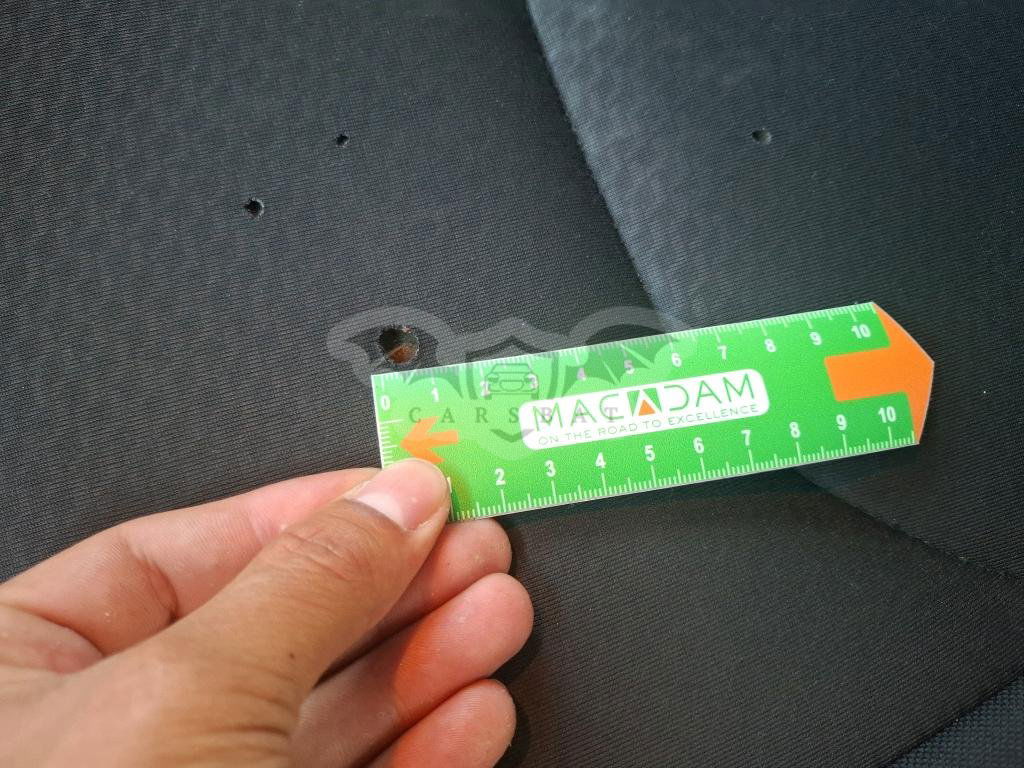 0 1 2 3 4 5 6 7 8 9 10
CARSBAT
MACADAM
ON THE ROAD TO EXCELLENCE
2 3 4 5 6 7 8 9 10